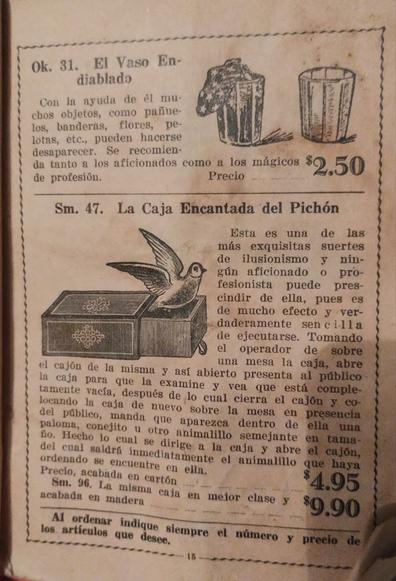 Ok. 31. El Vaso En-
diablado
Con la ayuda de él mu-
chos objetos, como pañue-
los, banderas, flores, pe-
lotas, etc., pueden hacerse
desaparecer. Se recomien-
da tanto a los aficionados como a los mágicos
de profesión. Precio $2.50
Sm. 47. La Caja Encantada del Pichón
Esta es una de las
más exquisitas suertes
de ilusionismo y nin-
gún aficionado o pro-
fesionista puede pres-
cindir de ella, pues es
de mucho efecto y ver-
daderamente sencilla
de ejecutarse. Tomando
el operador de sobre
una mesa la caja, abre
el cajón de la misma y así abierto presenta al público
la caja para que la examine y vea que está comple-
tamente vacía, después de lo cual cierra el cajón y co-
locando la caja de nuevo sobre la mesa en presencia
del público, manda que aparezca dentro de ella una
paloma, conejito u otro animalillo semejante en tama-
ño. Hecho lo cual se dirige a la caja y abre el cajón,
del cual saldrá inmediatamente el animalillo que haya
ordenado se encuentre en ella.
Precio, acabada en cartón $4.95
Sm. 96. La misma caja en mejor clase y
acabada en madera $9.90
Al ordenar indique siempre el número y precio de
los artículos que desee.
15